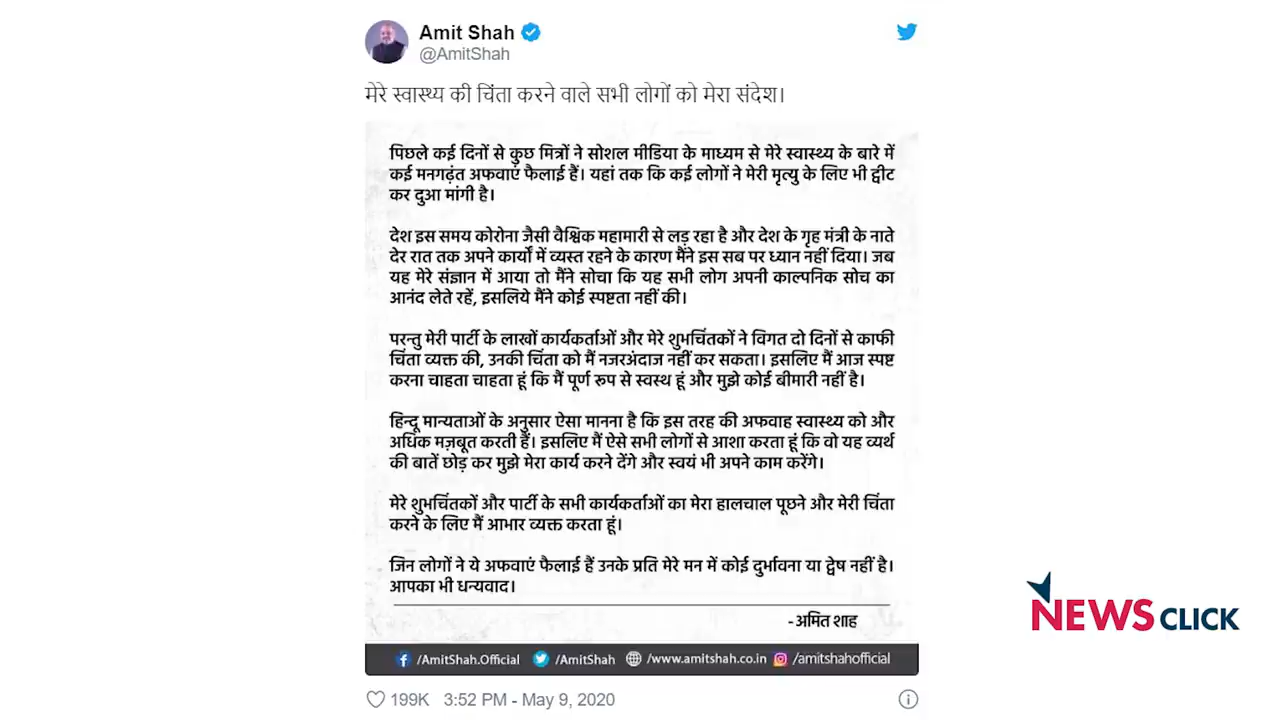 Amit Shah
@AmitShah
मेरे स्वास्थ्य की चिंता करने वाले सभी लोगों को मेरा संदेश।
पिछले कई दिनों से कुछ मित्रों ने सोशल मीडिया के माध्यम से मेरे स्वास्थ्य के बारे में
कई मनगढ़ंत अफवाएं फैलाई हैं। यहां तक कि कई लोगों ने मेरी मृत्यु के लिए भी ट्वीट
कर दुआ मांगी है।
देश इस समय कोरोना जैसी वैश्विक महामारी से लड़ रहा है और देश के गृह मंत्री के नाते
देर रात तक अपने कार्यों में व्यस्त रहने के कारण मैंने इस सब पर ध्यान नहीं दिया। जब
यह मेरे संज्ञान में आया तो मैंने सोचा कि यह सभी लोग अपनी काल्पनिक सोच का
आनंद लेते रहें, इसलिये मैंने कोई स्पष्टता नहीं की।
परन्तु मेरी पार्टी के लाखों कार्यकर्ताओं और मेरे शुभचिंतकों ने विगत दो दिनों से काफी
चिंता व्यक्त की, उनकी चिंता को मैं नजरअंदाज नहीं कर सकता। इसलिए मैं आज स्पष्ट
करना चाहता चाहता हूं कि मैं पूर्ण रूप से स्वस्थ हूं और मुझे कोई बीमारी नहीं है।
हिन्दू मान्यताओं के अनुसार ऐसा मानना है कि इस तरह की अफवाह स्वास्थ्य को और
अधिक मज़बूत करती हैं। इसलिए मैं ऐसे सभी लोगों से आशा करता हूं कि वो यह व्यर्थ
की बातें छोड़ कर मुझे मेरा कार्य करने देंगे और स्वयं भी अपने काम करेंगे।
मेरे शुभचिंतकों और पार्टी के सभी कार्यकर्ताओं का मेरा हालचाल पूछने और मेरी चिंता
करने के लिए मैं आभार व्यक्त करता हूं।
जिन लोगों ने ये अफवाएं फैलाई हैं उनके प्रति मेरे मन में कोई दुर्भावना या द्वेष नहीं है।
आपका भी धन्यवाद।
- अमित शाह
/AmitShah.Official /AmitShah /www.amitshah.co.in /amitshahofficial
199K 3:52 PM - May 9, 2020
NEWS CLICK